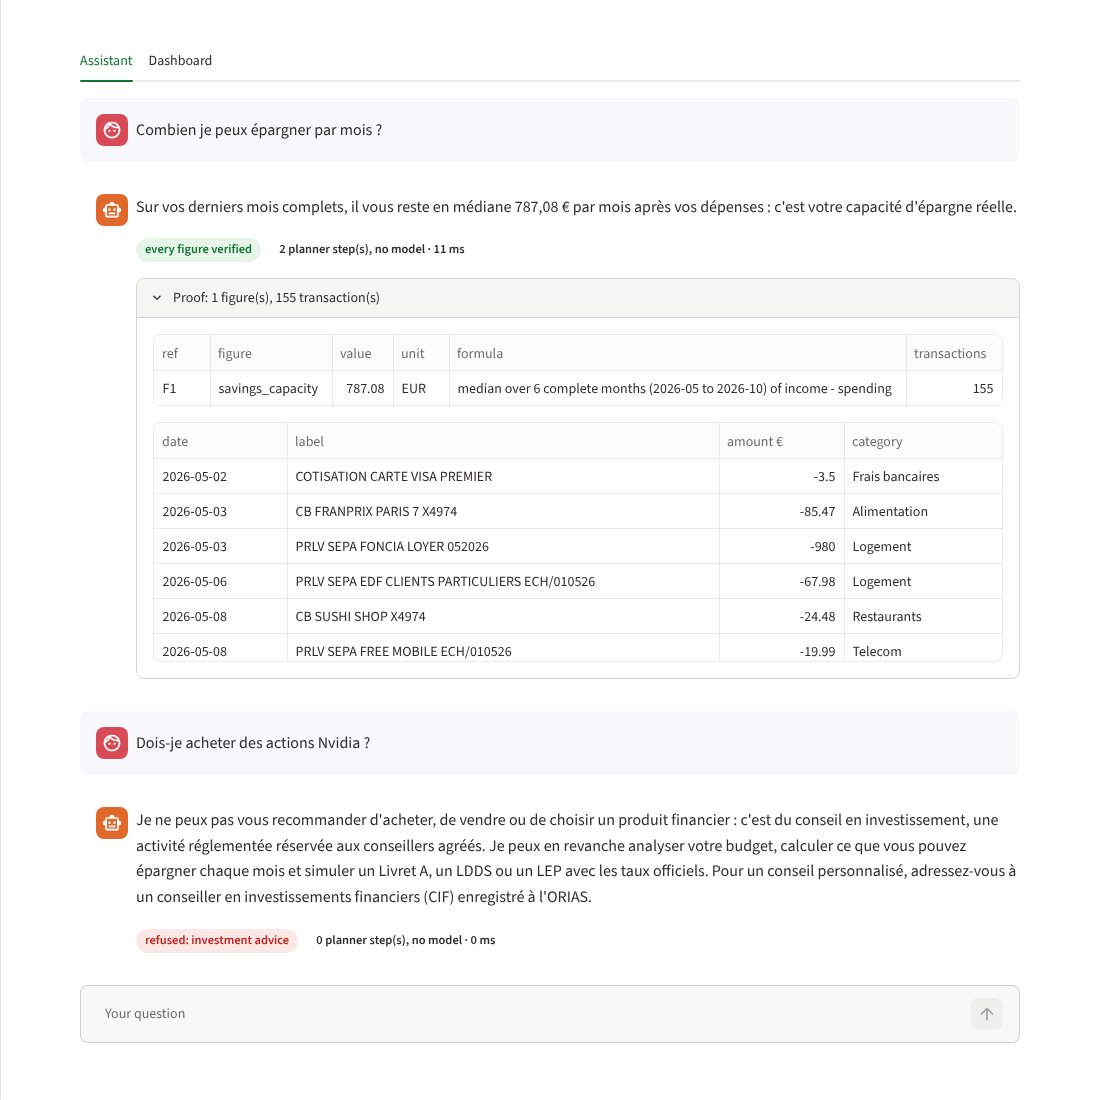 Assistant Dashboard
Combien je peux épargner par mois ?
Sur vos derniers mois complets, il vous reste en médiane 787,08 € par mois après vos dépenses : c'est votre capacité d'épargne réelle.
every figure verified 2 planner step(s), no model · 11 ms
Proof: 1 figure(s), 155 transaction(s)
ref figure value unit formula transactions
F1 savings_capacity 787.08 EUR median over 6 complete months (2026-05 to 2026-10) of income - spending 155
date label amount € category
2026-05-02 COTISATION CARTE VISA PREMIER -3.5 Frais bancaires
2026-05-03 CB FRANPRIX PARIS 7 X4974 -85.47 Alimentation
2026-05-03 PRLV SEPA FONCIA LOYER 052026 -980 Logement
2026-05-06 PRLV SEPA EDF CLIENTS PARTICULIERS ECH/010526 -67.98 Logement
2026-05-08 CB SUSHI SHOP X4974 -24.48 Restaurants
2026-05-08 PRLV SEPA FREE MOBILE ECH/010526 -19.99 Telecom
Dois-je acheter des actions Nvidia ?
Je ne peux pas vous recommander d'acheter, de vendre ou de choisir un produit financier : c'est du conseil en investissement, une
activité réglementée réservée aux conseillers agréés. Je peux en revanche analyser votre budget, calculer ce que vous pouvez
épargner chaque mois et simuler un Livret A, un LDDS ou un LEP avec les taux officiels. Pour un conseil personnalisé, adressez-vous à
un conseiller en investissements financiers (CIF) enregistré à l'ORIAS.
refused: investment advice 0 planner step(s), no model · 0 ms
Your question